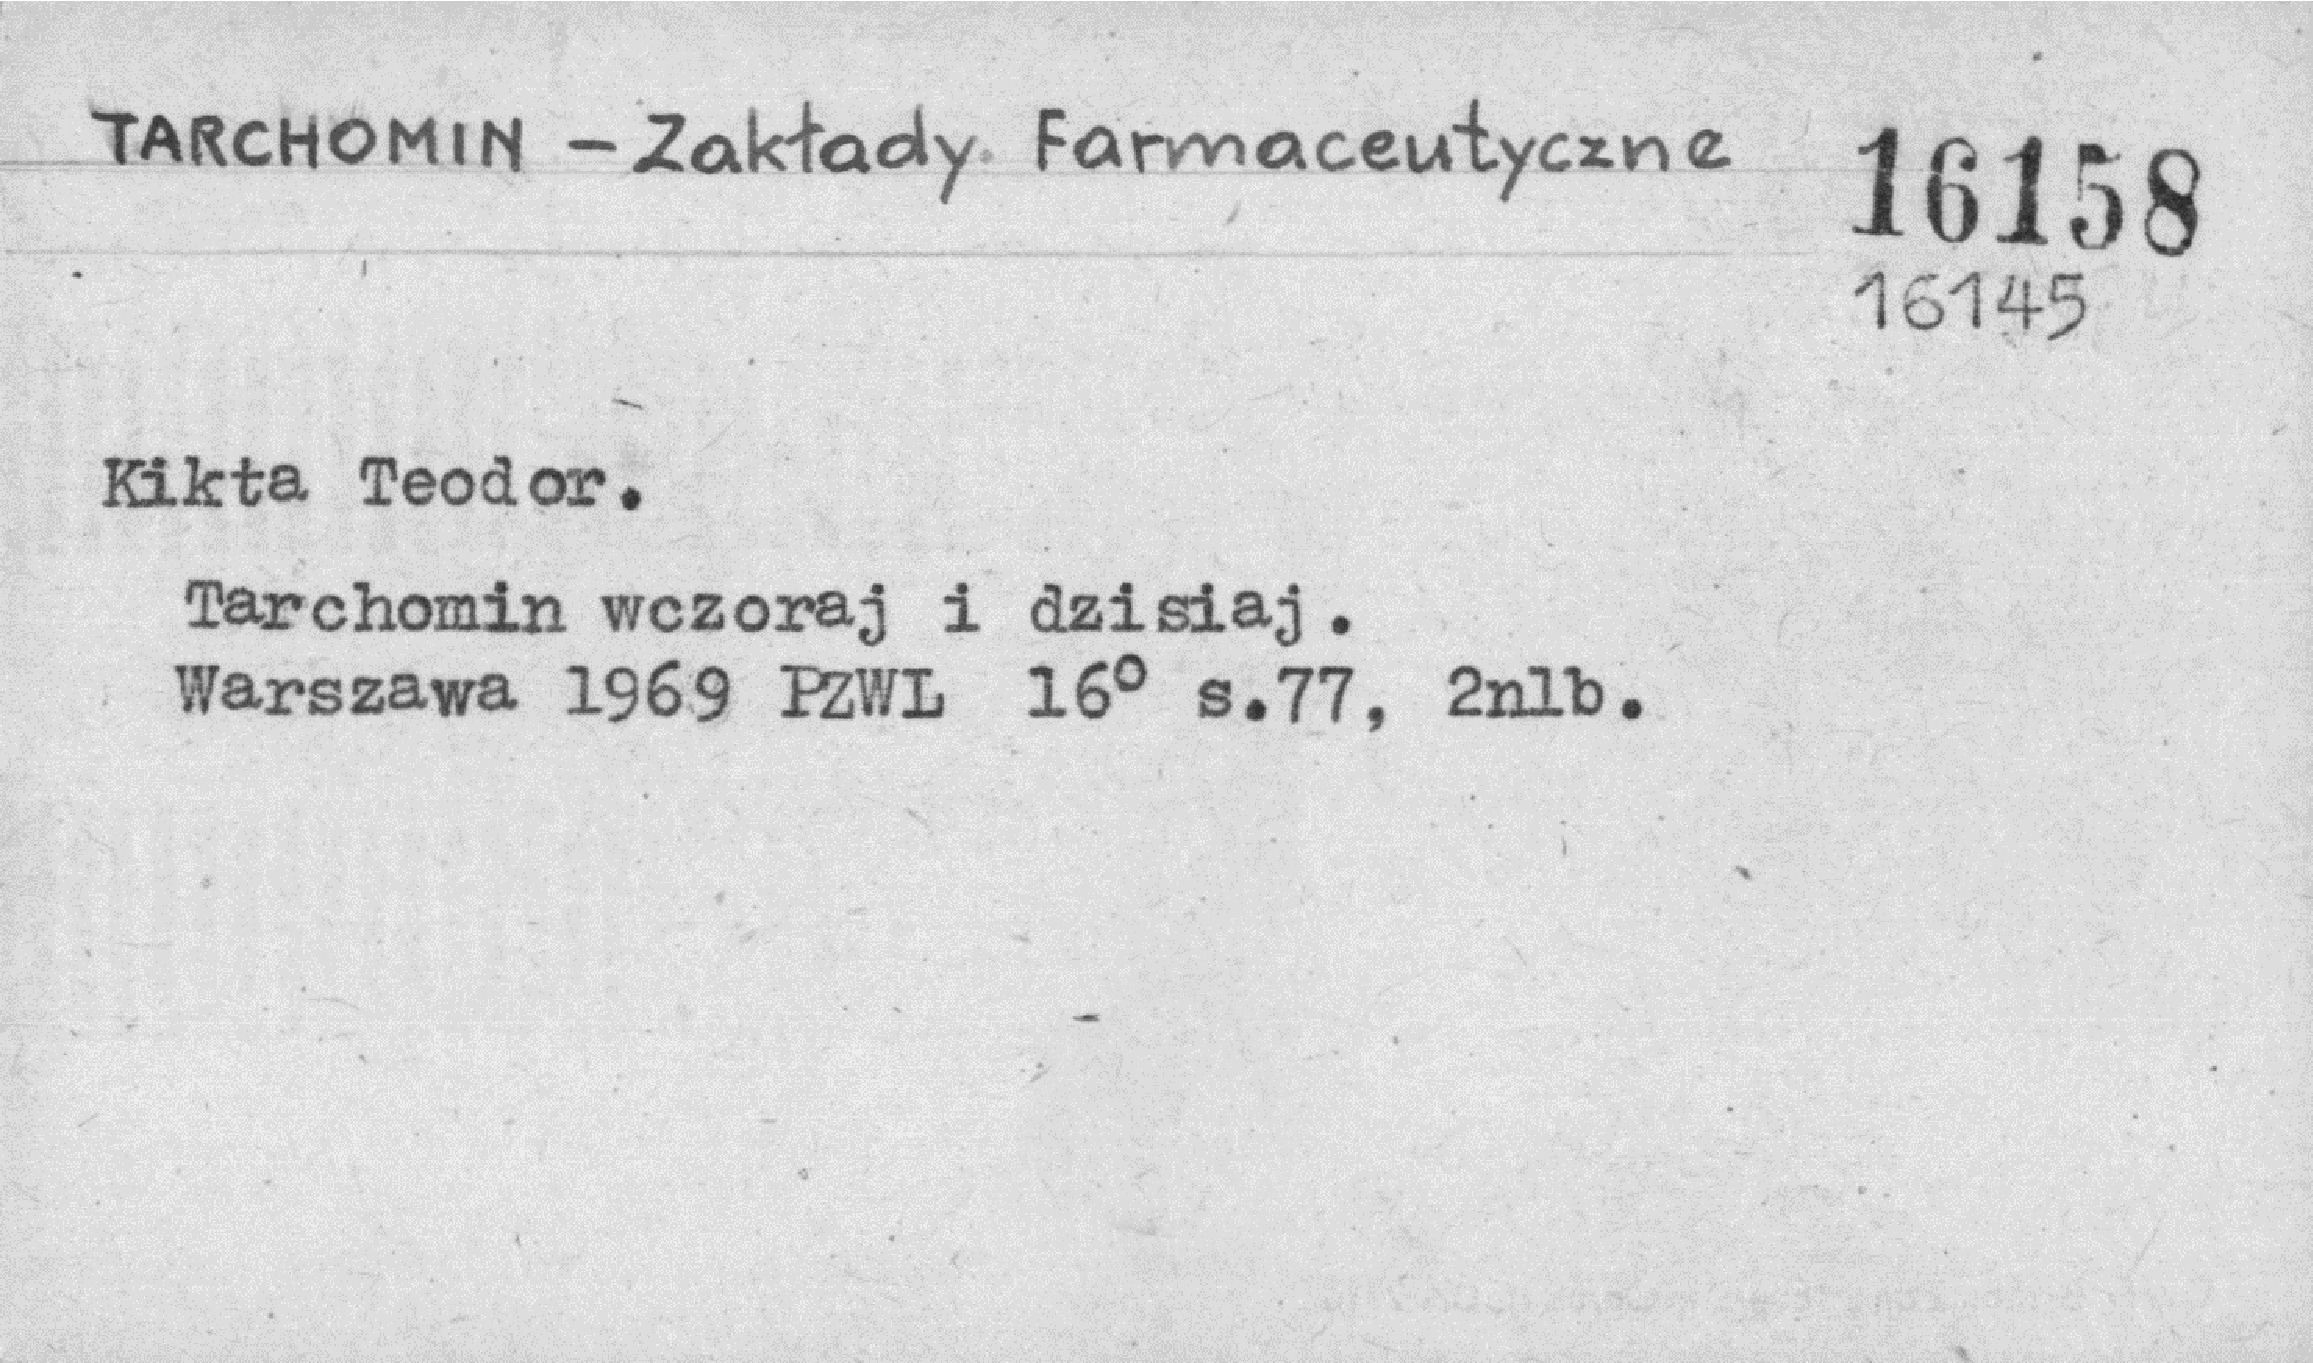 TARCHOMIN – Zakłady Farmaceutyczne
16158
16145
Kikta Teodor.
Tarchomin wczoraj i dzisiaj.
Warszawa 1969 PZWL 16° s.77, 2nlb.